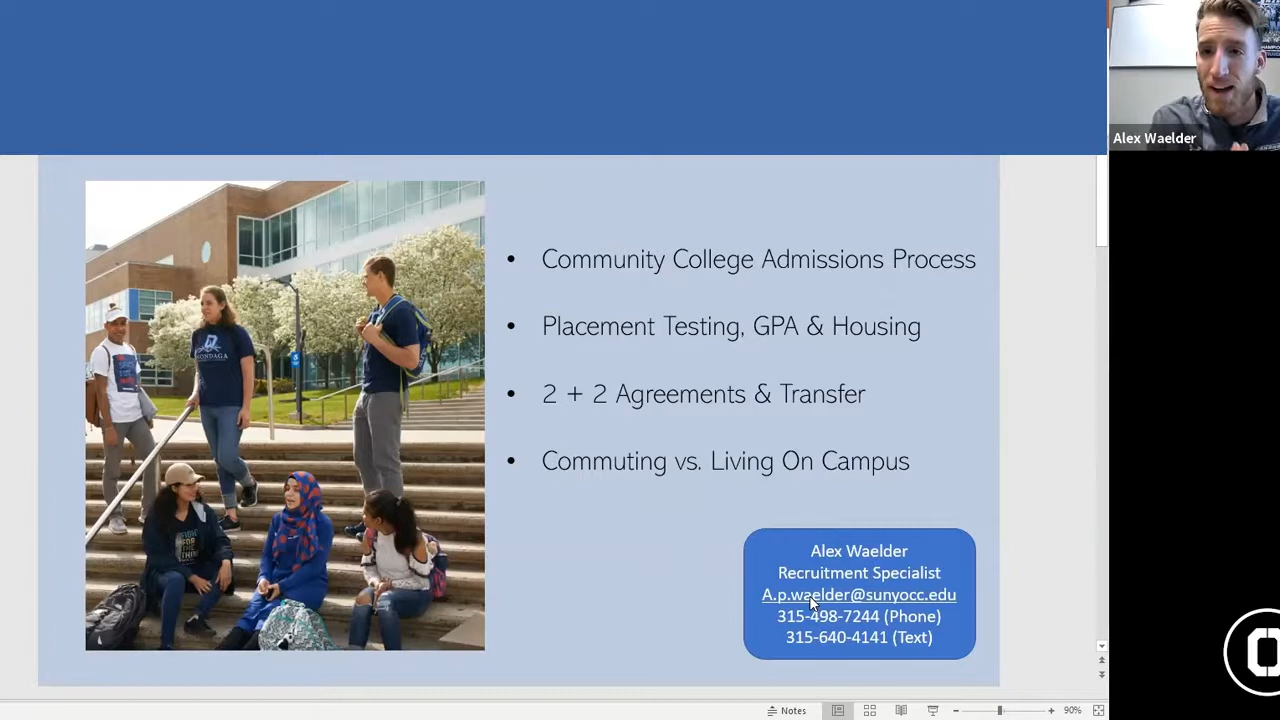 Alex Waelder
• Community College Admissions Process
• Placement Testing, GPA & Housing
• 2 + 2 Agreements & Transfer
• Commuting vs. Living On Campus
Alex Waelder
Recruitment Specialist
A.p.waelder@sunyocc.edu
315-498-7244 (Phone)
315-640-4141 (Text)
Notes
90%